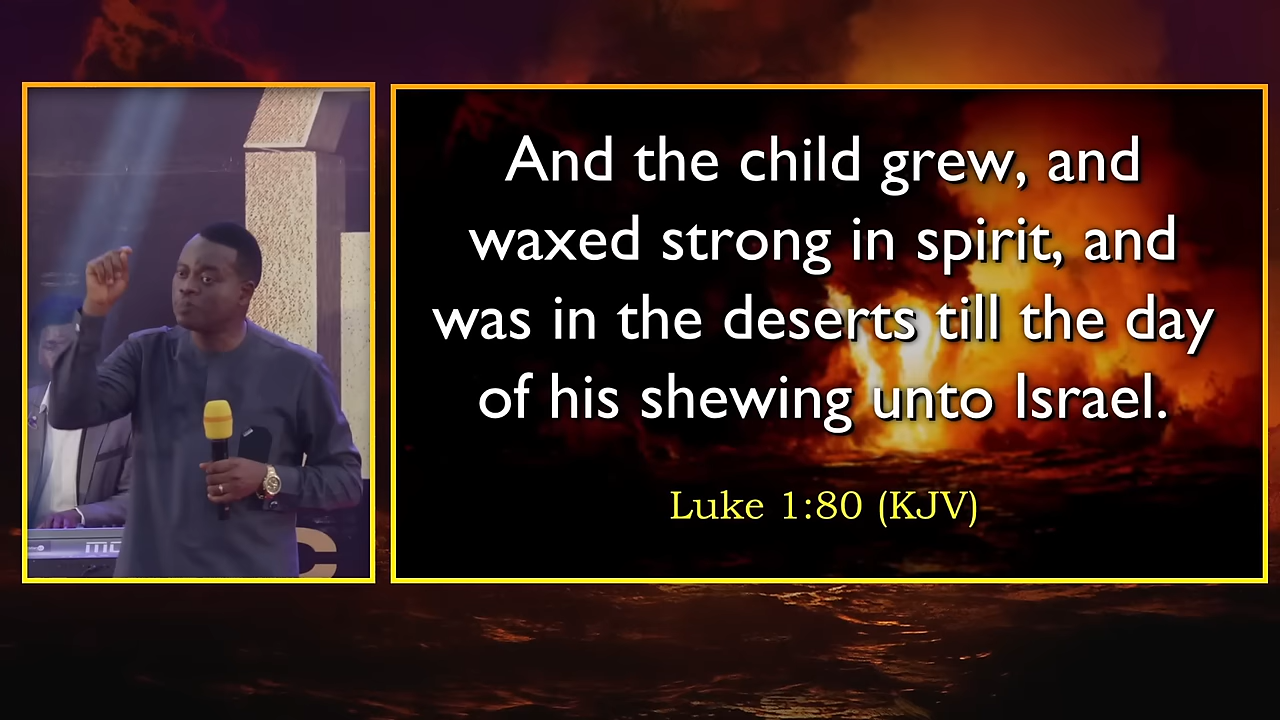 And the child grew, and
waxed strong in spirit, and
was in the deserts till the day
of his shewing unto Israel.
Luke 1:80 (KJV)